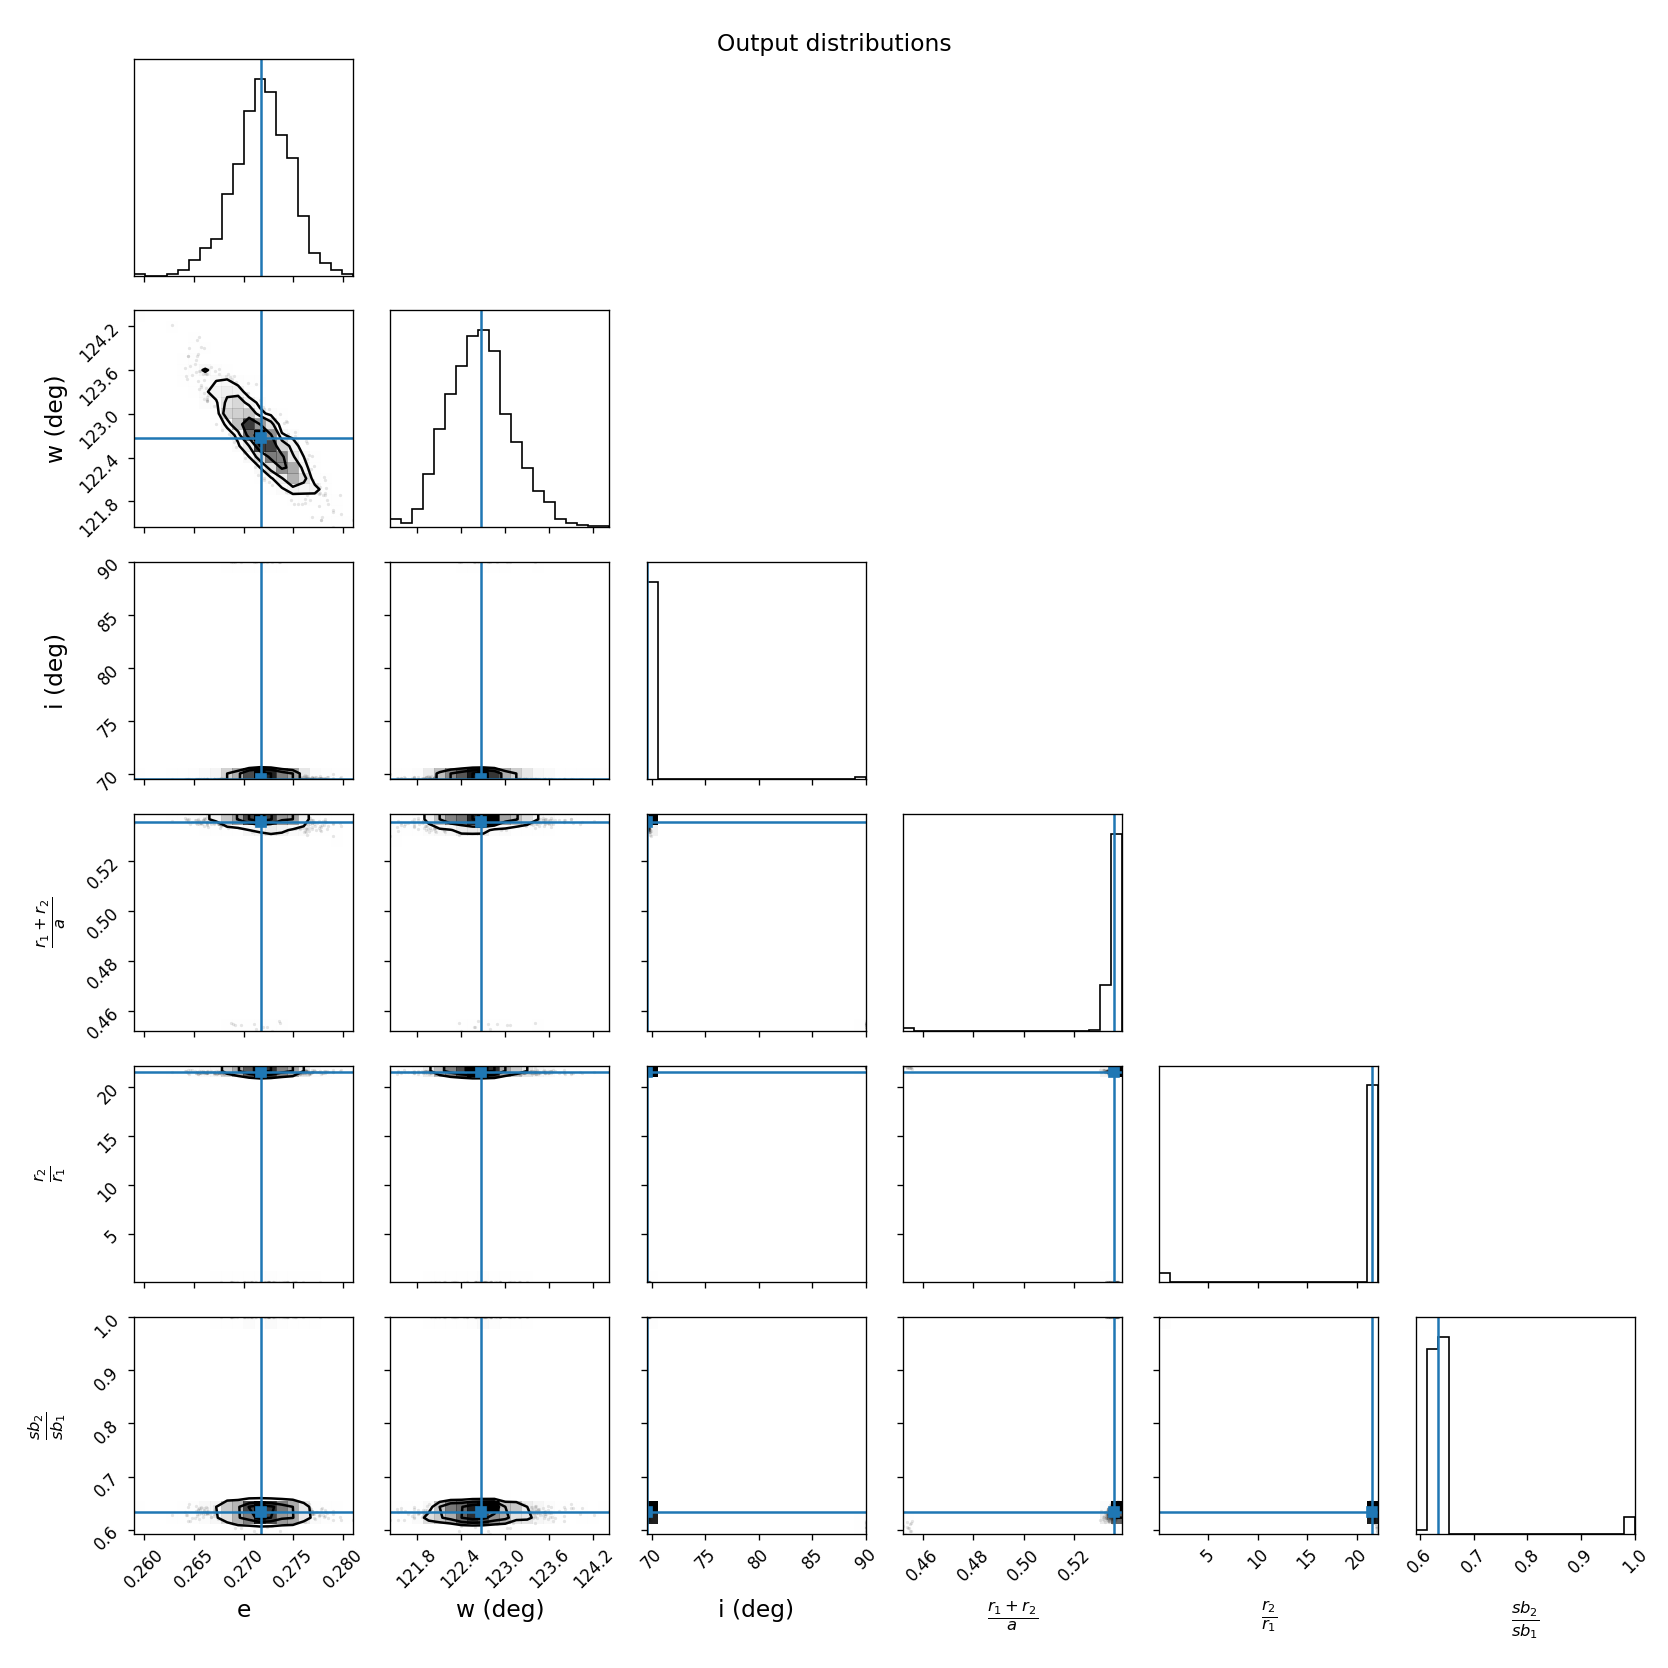 Output distributions
w (deg)
124.2
123.6
123.0
122.4
121.8
i (deg)
90
85
80
75
70
r1 + r2
a
0.52
0.50
0.48
0.46
r2
r1
20
15
10
5
sb2
sb1
1.0
0.9
0.8
0.7
0.6
0.260 0.265 0.270 0.275 0.280 121.8 122.4 123.0 123.6 124.2 70 75 80 85 90 0.46 0.48 0.50 0.52 5 10 15 20 0.6 0.7 0.8 0.9 1.0
e w (deg) i (deg) r1 + r2 r2 sb2
a r1 sb1